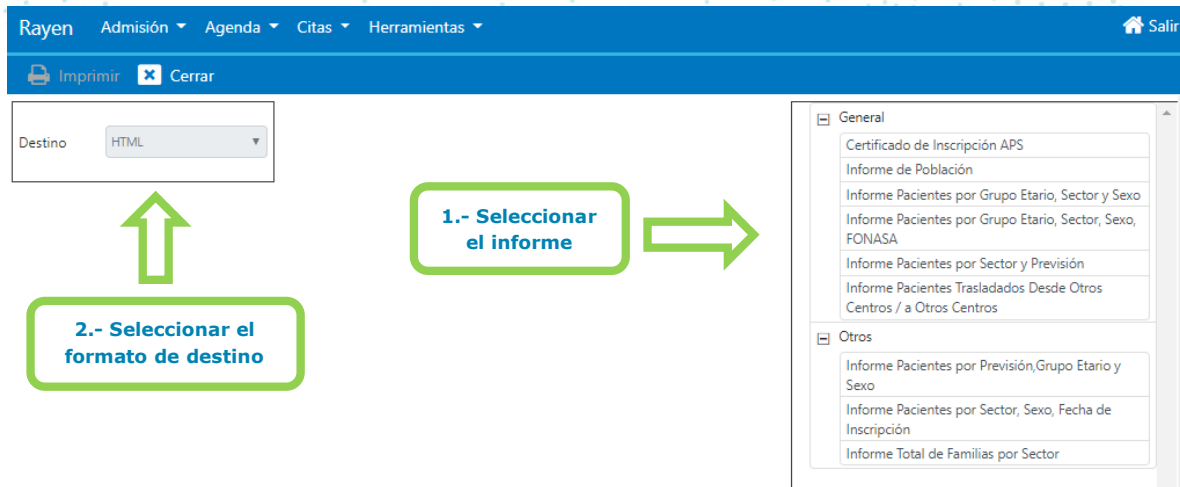 Rayen Admisión Agenda Citas Herramientas Salir
Imprimir Cerrar
Destino HTML
1.- Seleccionar
el informe
2.- Seleccionar el
formato de destino
General
Certificado de Inscripción APS
Informe de Población
Informe Pacientes por Grupo Etario, Sector y Sexo
Informe Pacientes por Grupo Etario, Sector, Sexo,
FONASA
Informe Pacientes por Sector y Previsión
Informe Pacientes Trasladados Desde Otros
Centros / a Otros Centros
Otros
Informe Pacientes por Previsión,Grupo Etario y
Sexo
Informe Pacientes por Sector, Sexo, Fecha de
Inscripción
Informe Total de Familias por Sector